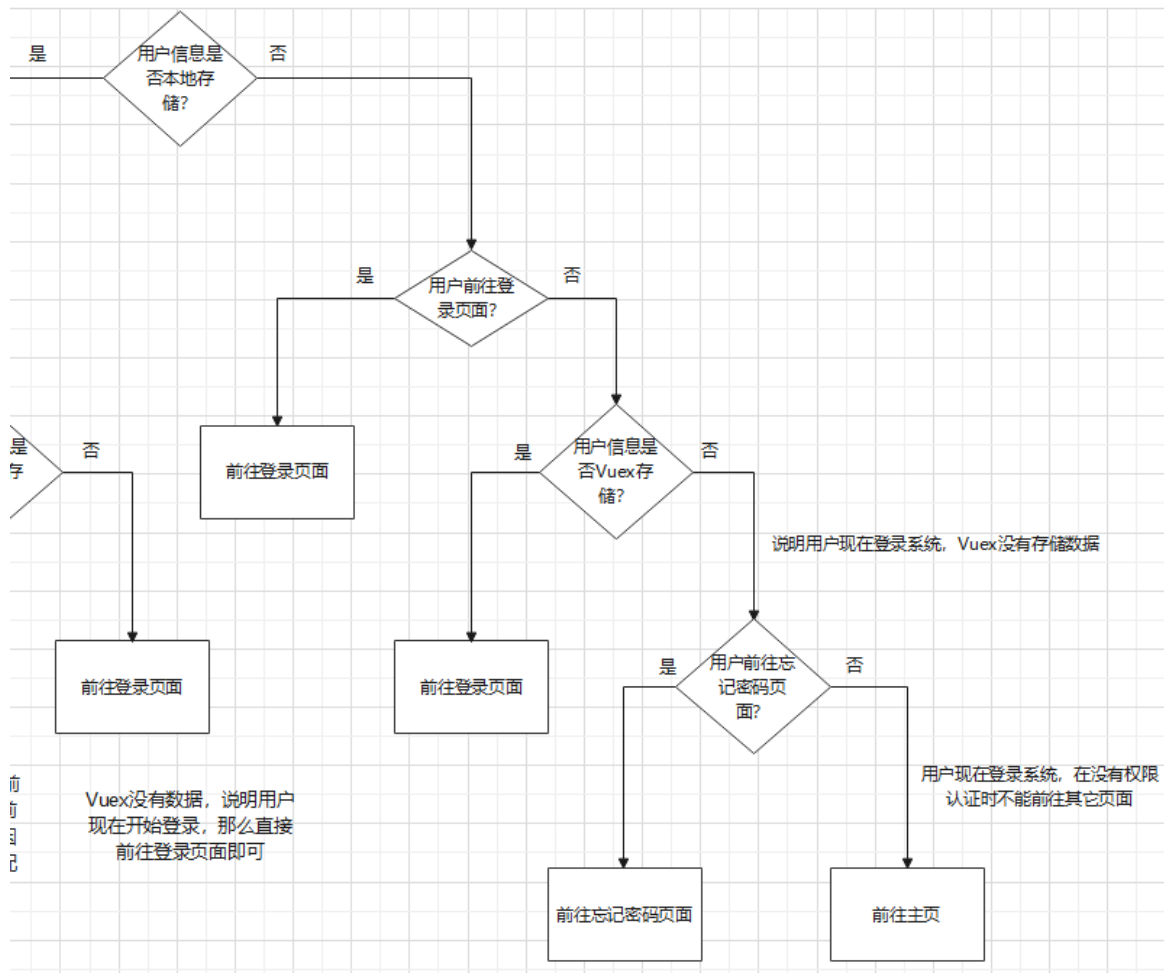 是
用户信息是
否本地存
储？
否
是
用户前往登
录页面？
否
前往登录页面
是
存
否
是
用户信息是
否Vuex存
储？
否
说明用户现在登录系统，Vuex没有存储数据
前往登录页面
前往登录页面
是
用户前往忘
记密码页
面？
否
用户现在登录系统，在没有权限
认证时不能前往其它页面
Vuex没有数据，说明用户
现在开始登录，那么直接
前往登录页面即可
前往忘记密码页面
前往主页